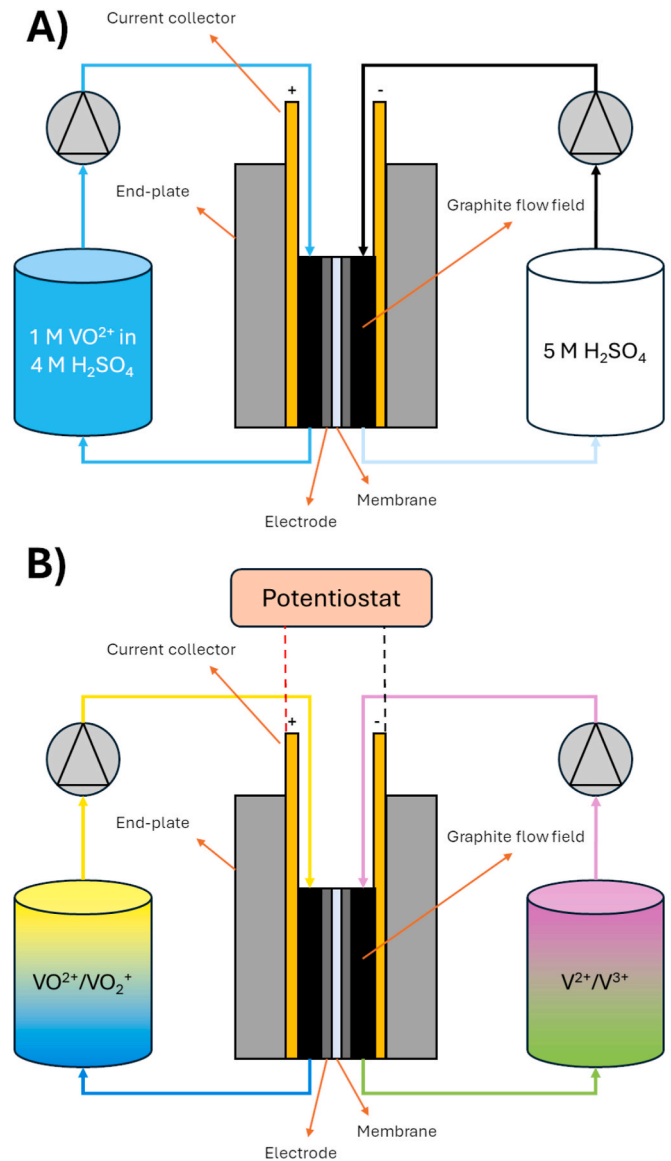 A)
Current collector
+
-
End-plate
Graphite flow field
1 M VO²⁺ in
4 M H₂SO₄
5 M H₂SO₄
Membrane
Electrode
B)
Potentiostat
Current collector
+
-
End-plate
Graphite flow field
VO²⁺/VO₂⁺
V²⁺/V³⁺
Membrane
Electrode